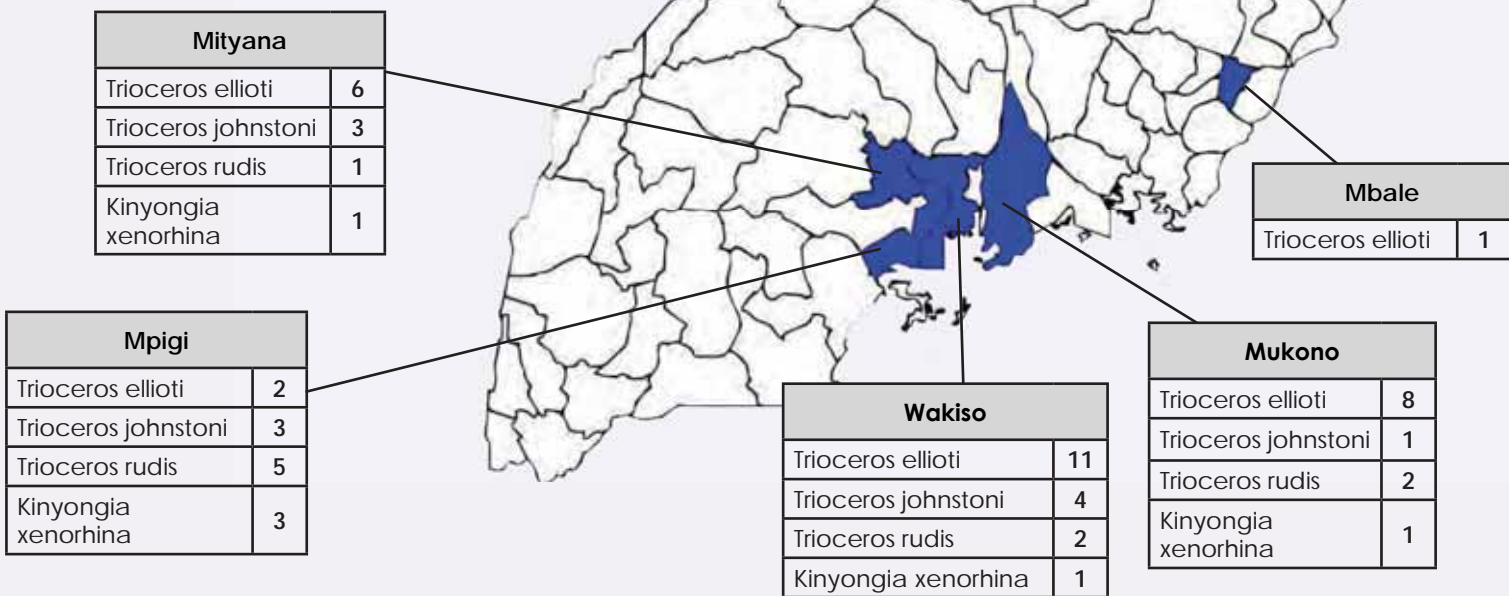 Mityana
Trioceros ellioti 6
Trioceros johnstoni 3
Trioceros rudis 1
Kinyongia
xenorhina 1
Mbale
Trioceros ellioti 1
Mpigi
Trioceros ellioti 2
Trioceros johnstoni 3
Trioceros rudis 5
Kinyongia
xenorhina 3
Wakiso
Trioceros ellioti 11
Trioceros johnstoni 4
Trioceros rudis 2
Kinyongia xenorhina 1
Mukono
Trioceros ellioti 8
Trioceros johnstoni 1
Trioceros rudis 2
Kinyongia
xenorhina 1